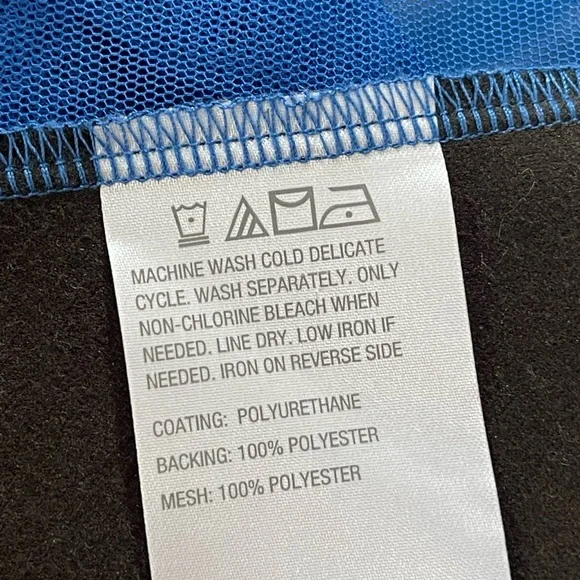 MACHINE WASH COLD DELICATE
CYCLE. WASH SEPARATELY. ONLY
NON-CHLORINE BLEACH WHEN
NEEDED. LINE DRY. LOW IRON IF
NEEDED. IRON ON REVERSE SIDE
COATING: POLYURETHANE
BACKING: 100% POLYESTER
MESH: 100% POLYESTER